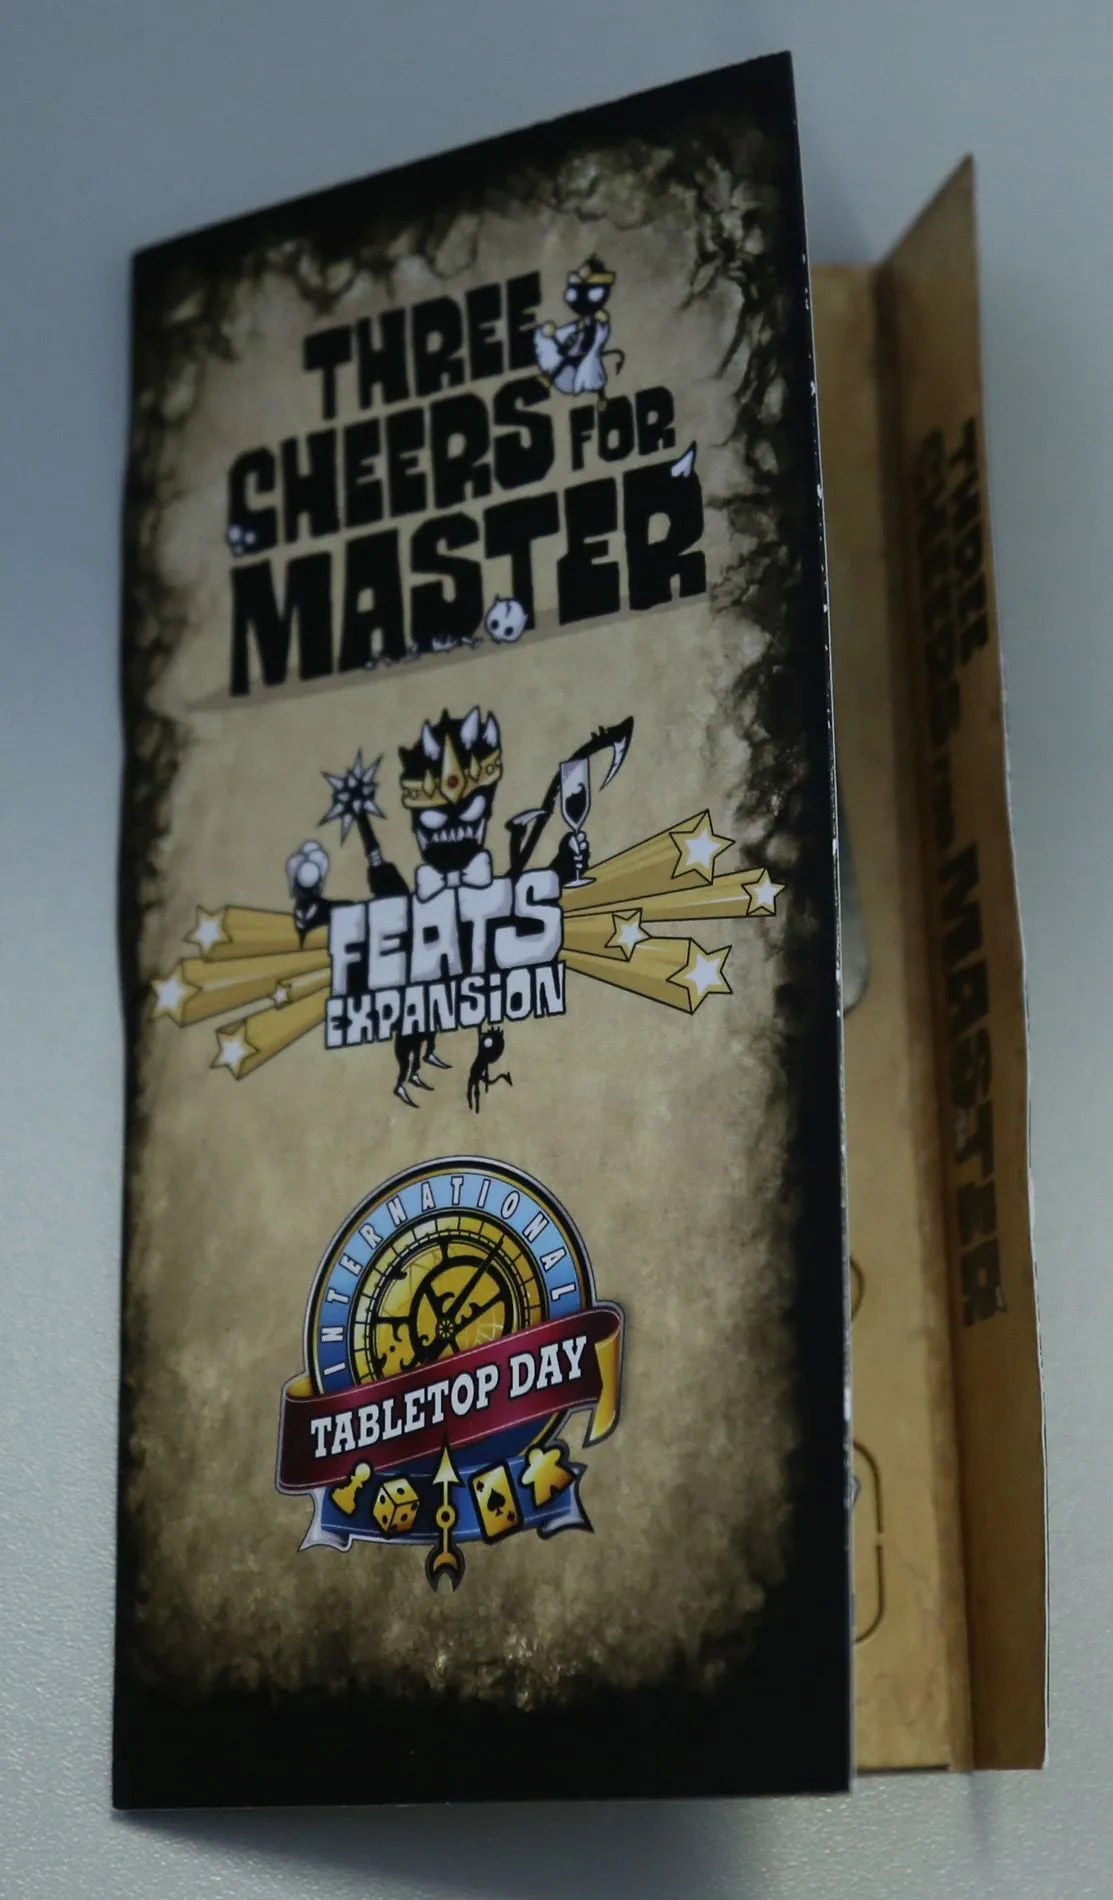 THREE
CHEERS FOR
MASTER
FEATS
EXPANSION
INTERNATIONAL
TABLETOP DAY
THREE
CHEERS FOR
MASTER